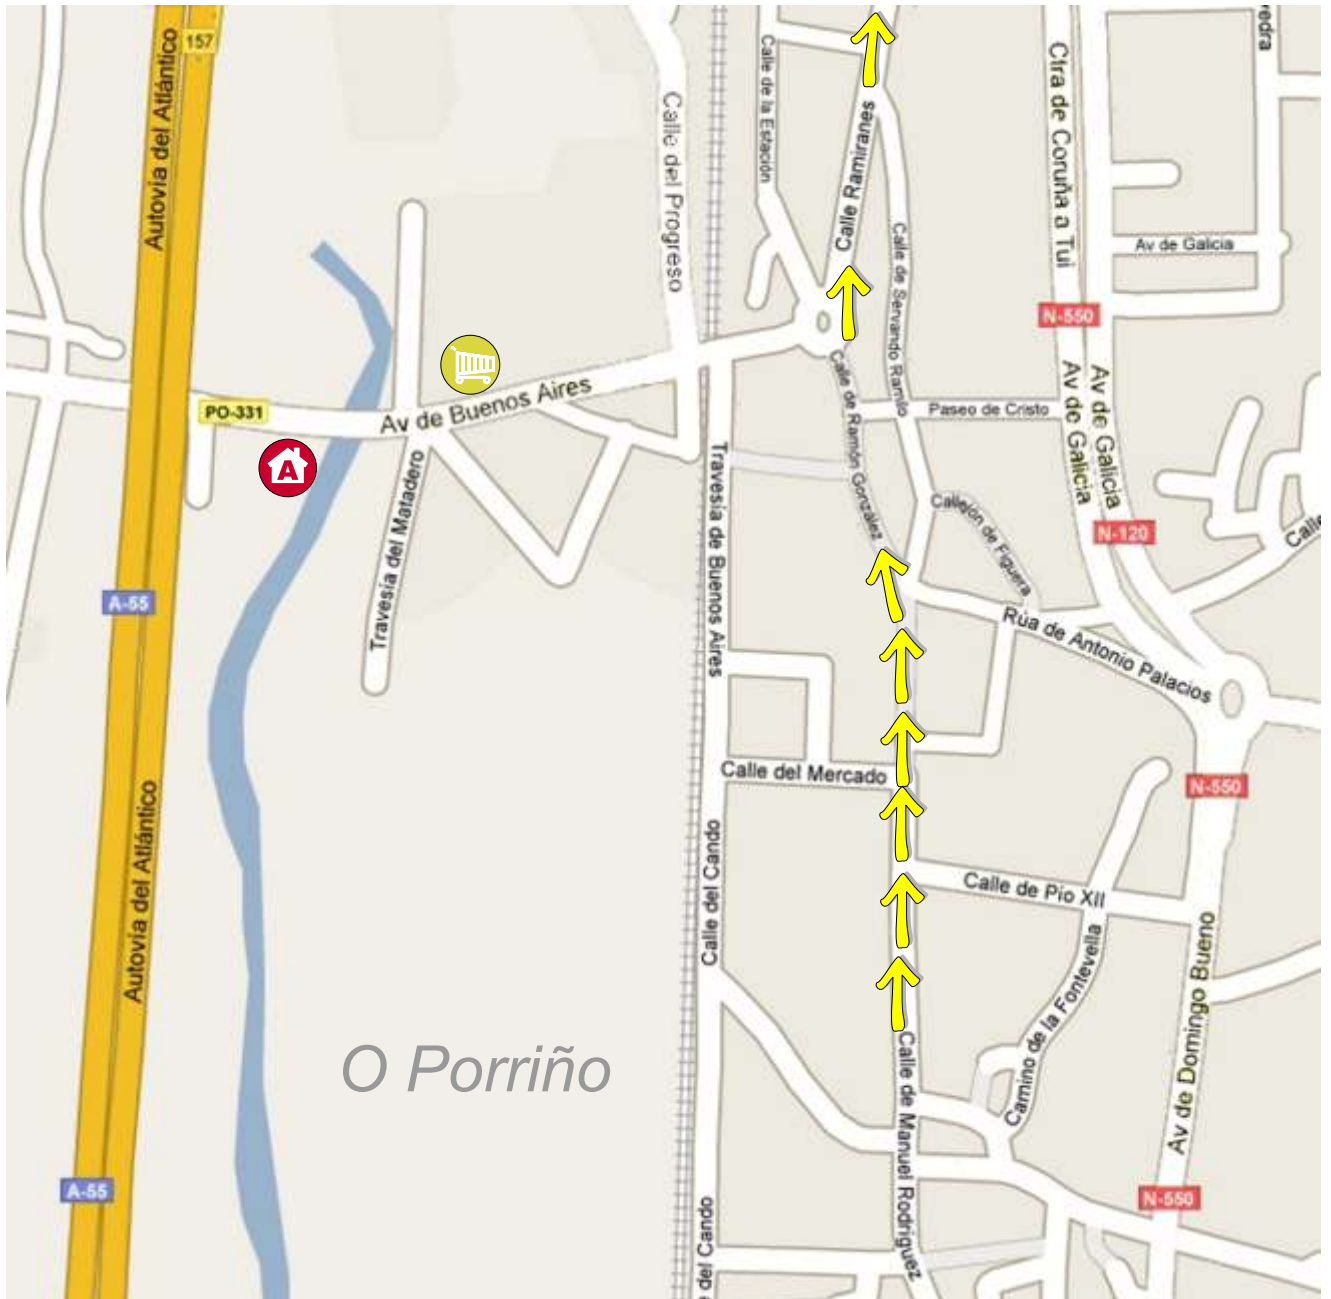 157
Autovía del Atlántico
Calle del Progreso
Calle de la Estación
Calle Ramiranes
Calle de Servando Ramilo
Ctra de Coruña a Tui
vedra
Av de Galicia
N-550
PO-331
Av de Buenos Aires
A
Calle de Ramón González
Paseo de Cristo
Av de Galicia
Av de Galicia
Travesía del Matadero
Travesía de Buenos Aires
Callejón de Figuera
N-120
Calle
A-55
Rúa de Antonio Palacios
Calle del Mercado
N-550
Autovía del Atlántico
Calle del Cando
Calle de Pío XII
Camino de la Fontevella
Av de Domingo Bueno
O Porriño
Calle de Manuel Rodríguez
A-55
N-550
del Cando